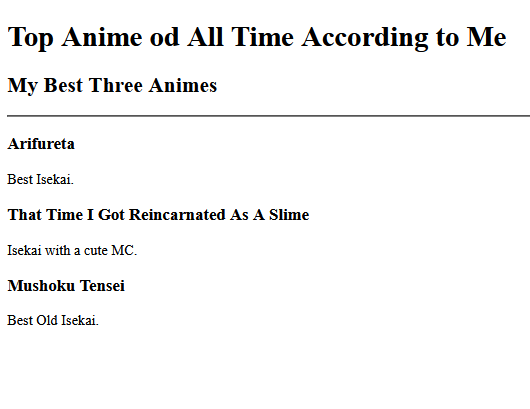 Top Anime od All Time According to Me
My Best Three Animes
Arifureta
Best Isekai.
That Time I Got Reincarnated As A Slime
Isekai with a cute MC.
Mushoku Tensei
Best Old Isekai.